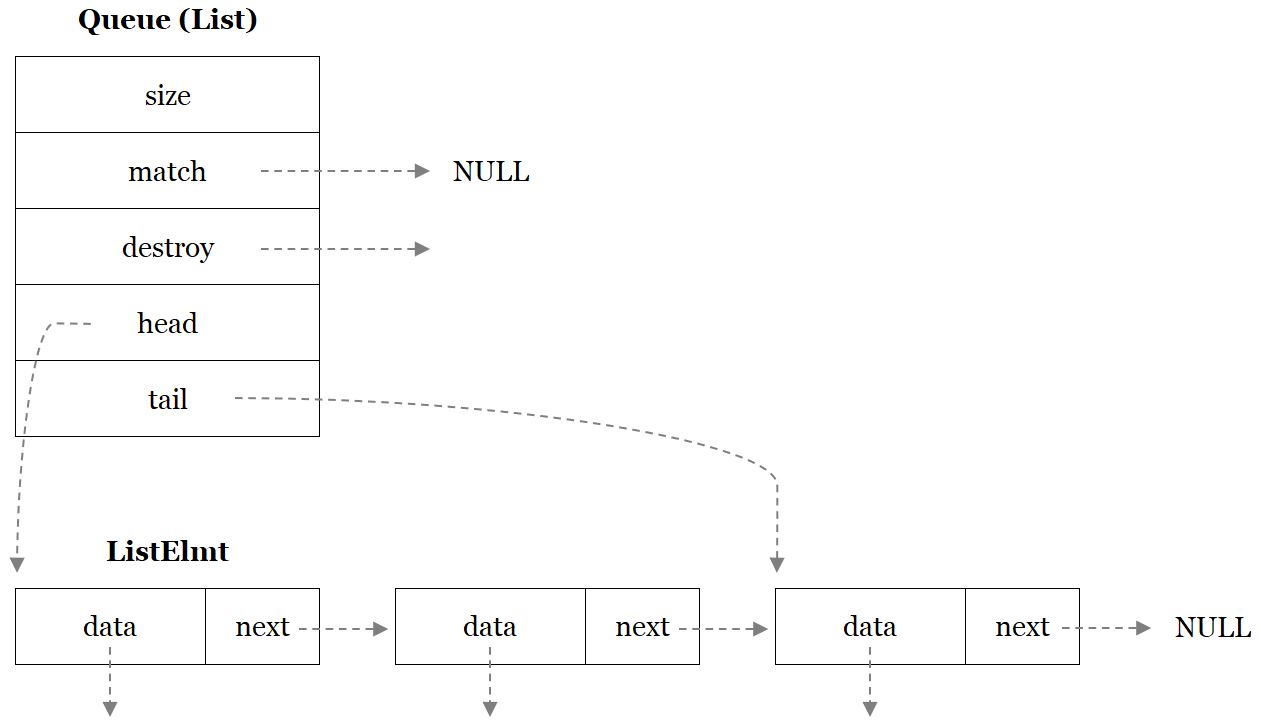 Queue (List)
size
match
NULL
destroy
head
tail
ListElmt
data
next
data
next
data
next
NULL